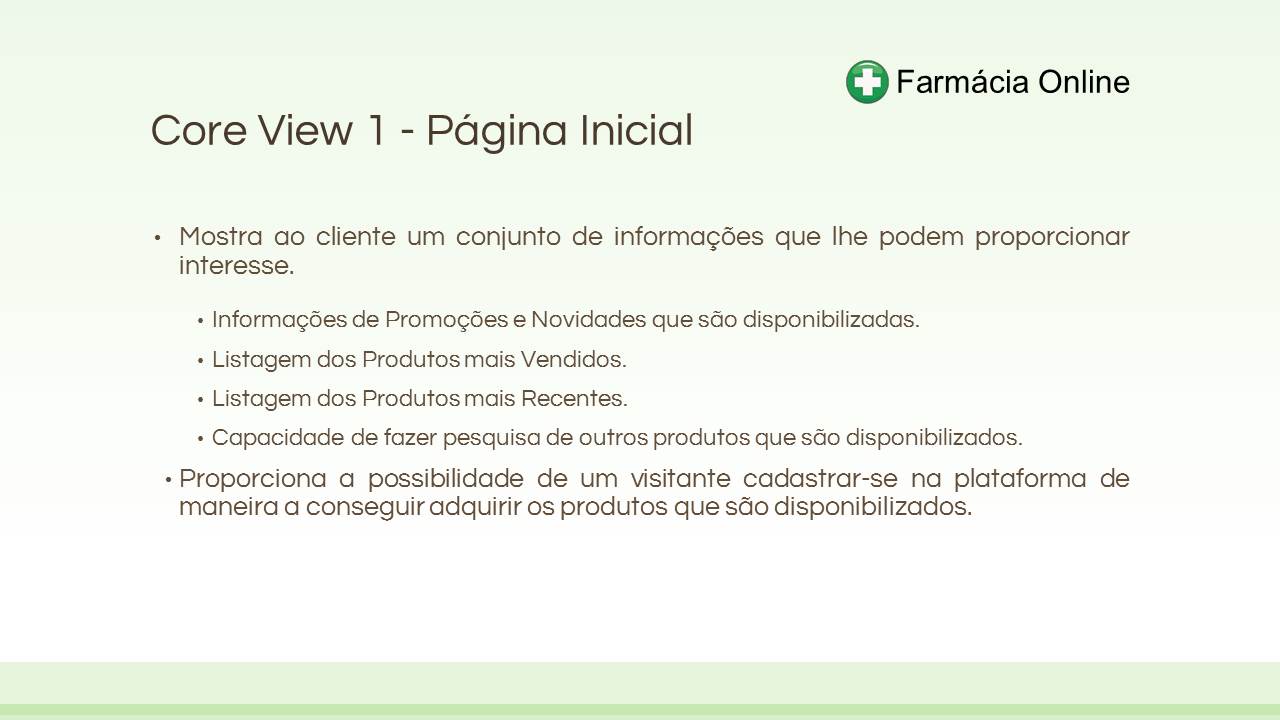 Farmácia Online
Core View 1 - Página Inicial
• Mostra ao cliente um conjunto de informações que lhe podem proporcionar
interesse.
• Informações de Promoções e Novidades que são disponibilizadas.
• Listagem dos Produtos mais Vendidos.
• Listagem dos Produtos mais Recentes.
• Capacidade de fazer pesquisa de outros produtos que são disponibilizados.
• Proporciona a possibilidade de um visitante cadastrar-se na plataforma de
maneira a conseguir adquirir os produtos que são disponibilizados.